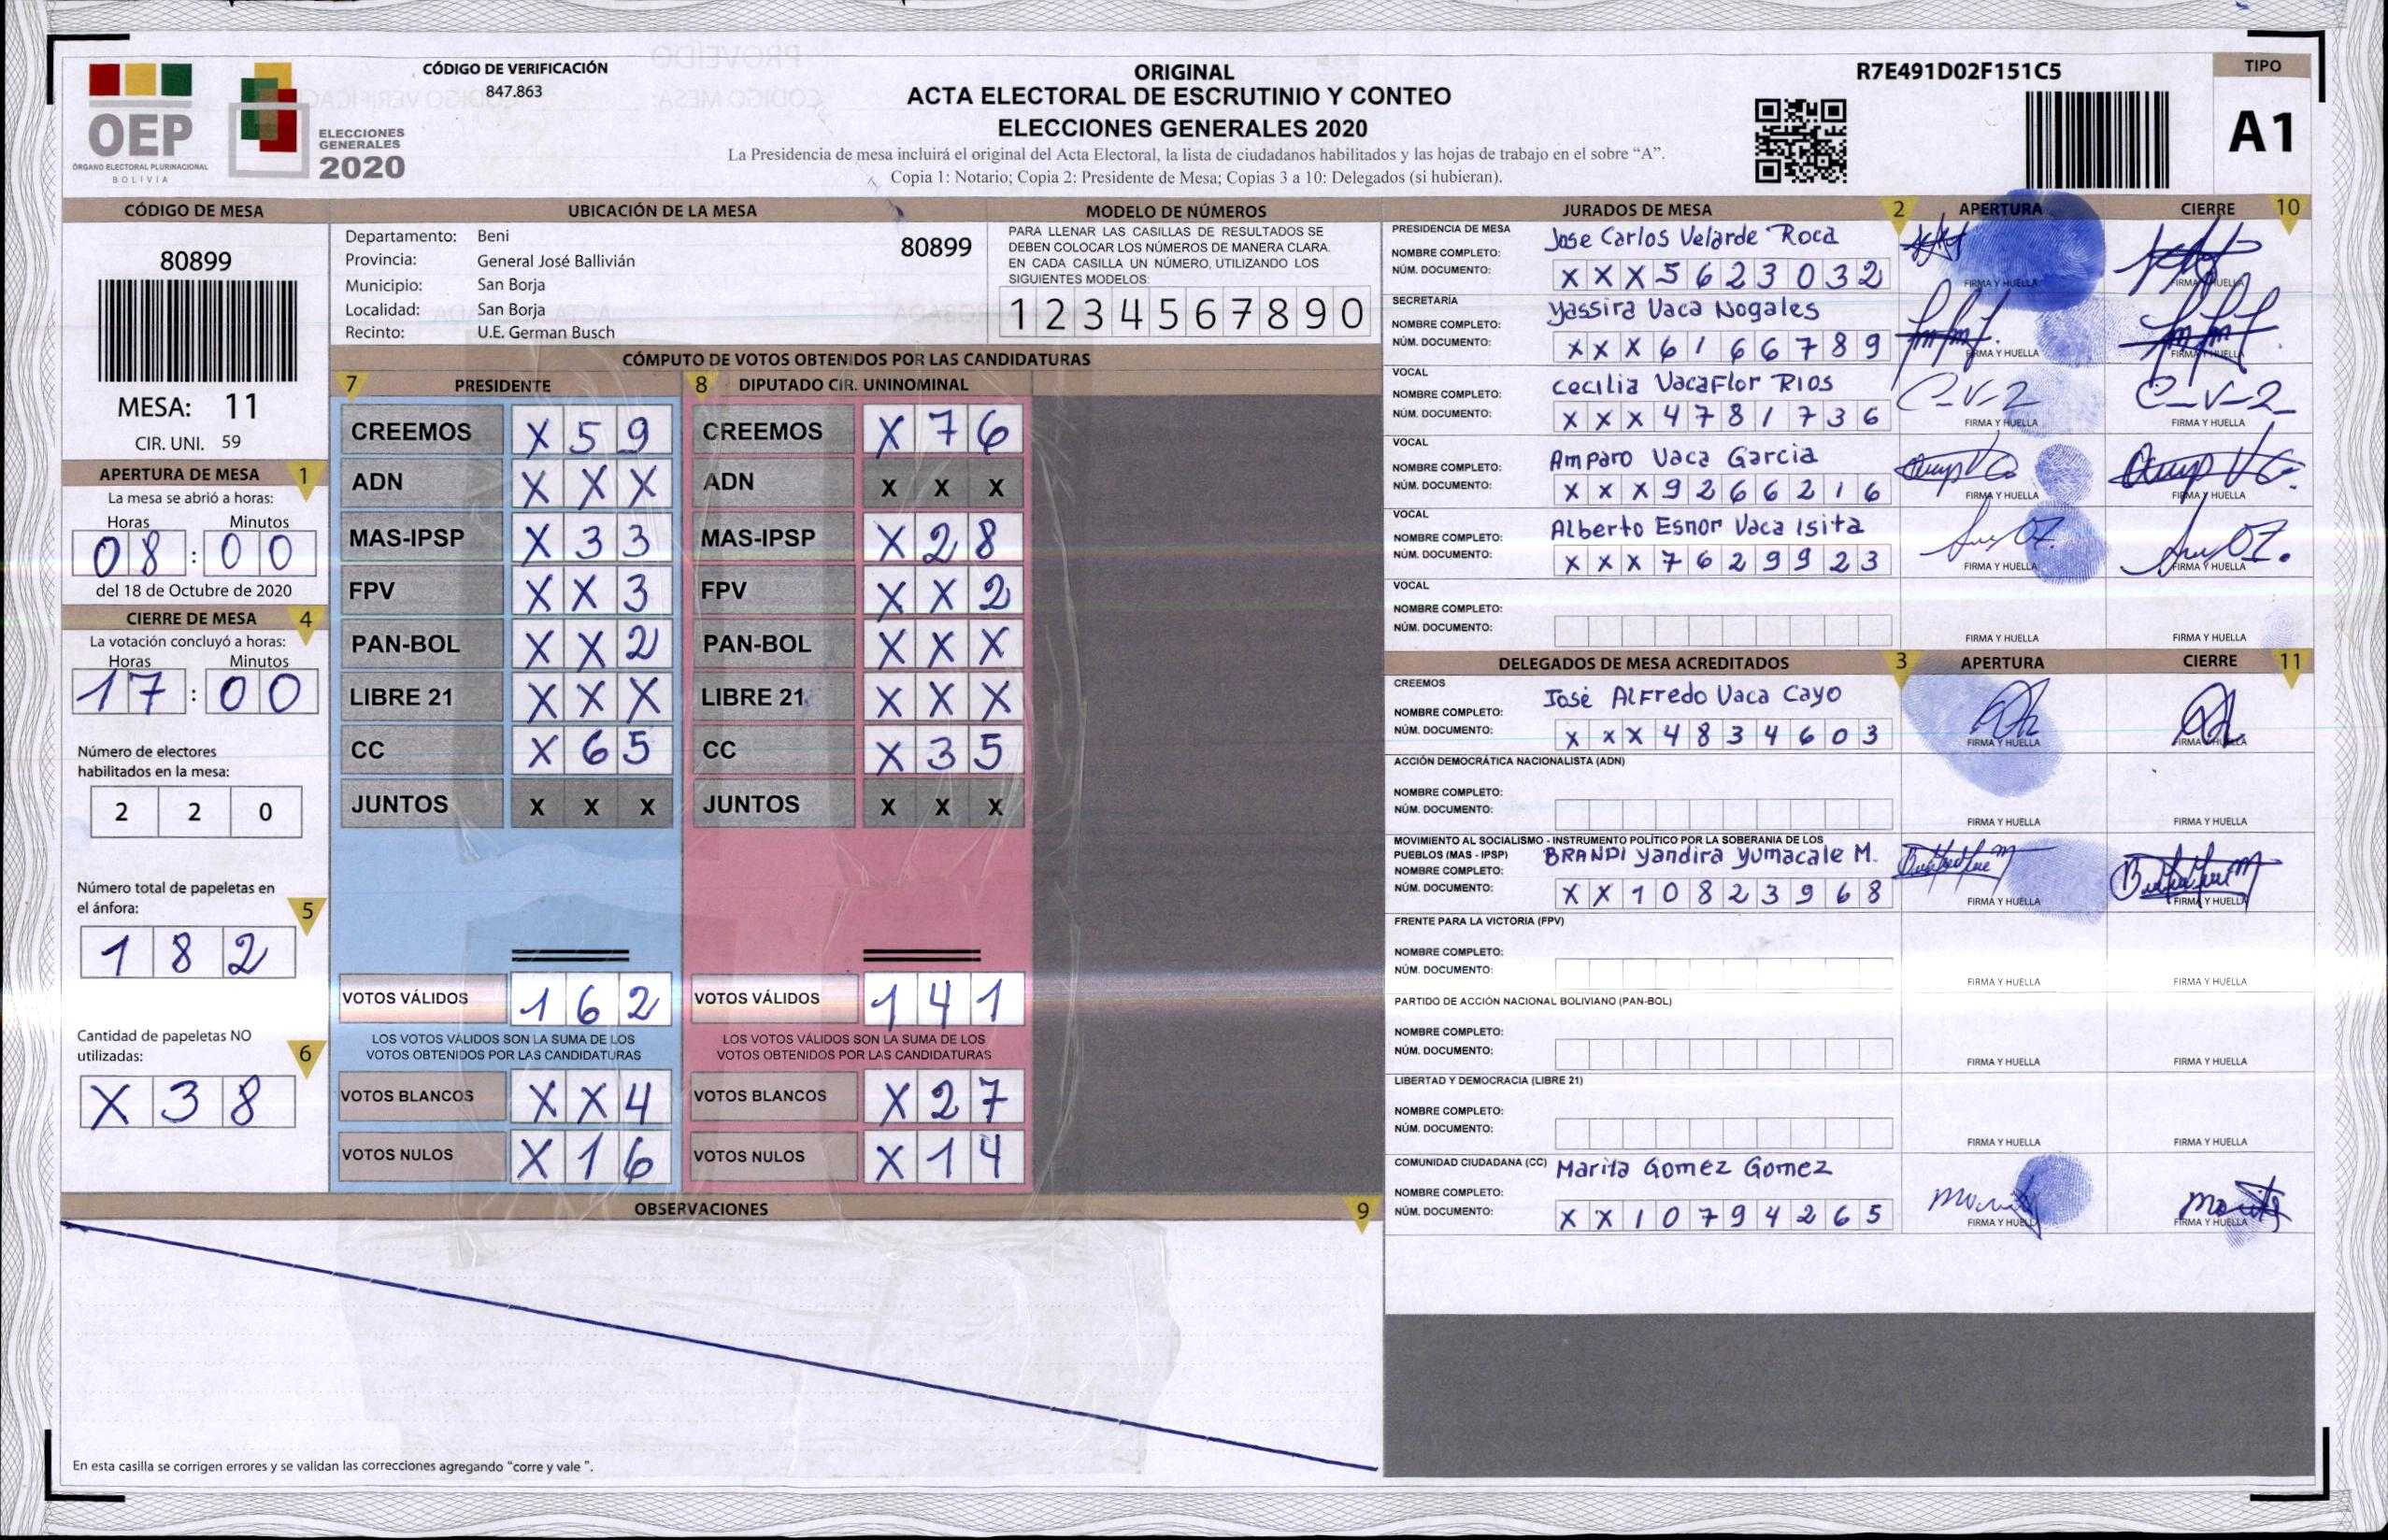 CÓDIGO DE VERIFICACIÓN
847.863
OEP
ÓRGANO ELECTORAL PLURINACIONAL
BOLIVIA
ELECCIONES
GENERALES
2020
ORIGINAL
ACTA ELECTORAL DE ESCRUTINIO Y CONTEO
ELECCIONES GENERALES 2020
La Presidencia de mesa incluirá el original del Acta Electoral, la lista de ciudadanos habilitados y las hojas de trabajo en el sobre “A”.
Copia 1: Notario; Copia 2: Presidente de Mesa; Copias 3 a 10: Delegados (si hubieran).
R7E491D02F151C5
TIPO
A1
CÓDIGO DE MESA
80899
MESA: 11
CIR. UNI. 59
APERTURA DE MESA 1
La mesa se abrió a horas:
Horas Minutos
08 : 00
del 18 de Octubre de 2020
CIERRE DE MESA 4
La votación concluyó a horas:
Horas Minutos
17 : 00
Número de electores
habilitados en la mesa:
2 2 0
Número total de papeletas en
el ánfora: 5
1 8 2
Cantidad de papeletas NO
utilizadas: 6
X 3 8
UBICACIÓN DE LA MESA
Departamento: Beni
80899
Provincia: General José Ballivián
Municipio: San Borja
Localidad: San Borja
Recinto: U.E. German Busch
MODELO DE NÚMEROS
PARA LLENAR LAS CASILLAS DE RESULTADOS SE
DEBEN COLOCAR LOS NÚMEROS DE MANERA CLARA.
EN CADA CASILLA UN NÚMERO, UTILIZANDO LOS
SIGUIENTES MODELOS:
1 2 3 4 5 6 7 8 9 0
CÓMPUTO DE VOTOS OBTENIDOS POR LAS CANDIDATURAS
7 PRESIDENTE 8 DIPUTADO CIR. UNINOMINAL
CREEMOS X 5 9 CREEMOS X 7 6
ADN X X X ADN X X X
MAS-IPSP X 3 3 MAS-IPSP X 2 8
FPV X X 3 FPV X X 2
PAN-BOL X X 2 PAN-BOL X X X
LIBRE 21 X X X LIBRE 21 X X X
CC X 6 5 CC X 3 5
JUNTOS X X X JUNTOS X X X
VOTOS VÁLIDOS 1 6 2 VOTOS VÁLIDOS 1 4 1
LOS VOTOS VÁLIDOS SON LA SUMA DE LOS LOS VOTOS VÁLIDOS SON LA SUMA DE LOS
VOTOS OBTENIDOS POR LAS CANDIDATURAS VOTOS OBTENIDOS POR LAS CANDIDATURAS
VOTOS BLANCOS X X 4 VOTOS BLANCOS X 2 7
VOTOS NULOS X 1 6 VOTOS NULOS X 1 4
OBSERVACIONES 9
En esta casilla se corrigen errores y se validan las correcciones agregando “corre y vale ”.
JURADOS DE MESA 2 APERTURA CIERRE 10
PRESIDENCIA DE MESA
NOMBRE COMPLETO: Jose Carlos Velarde Roca
NÚM. DOCUMENTO: X X X 5 6 2 3 0 3 2
FIRMA Y HUELLA FIRMA Y HUELLA
SECRETARÍA
NOMBRE COMPLETO: Yassira Vaca Nogales
NÚM. DOCUMENTO: X X X 6 1 6 6 7 8 9
FIRMA Y HUELLA FIRMA Y HUELLA
VOCAL
NOMBRE COMPLETO: Cecilia VacaFlor Rios
NÚM. DOCUMENTO: X X X 4 7 8 1 7 3 6
FIRMA Y HUELLA FIRMA Y HUELLA
VOCAL
NOMBRE COMPLETO: Amparo Vaca Garcia
NÚM. DOCUMENTO: X X X 9 2 6 6 2 1 6
FIRMA Y HUELLA FIRMA Y HUELLA
VOCAL
NOMBRE COMPLETO: Alberto Esnor Vaca Isita
NÚM. DOCUMENTO: X X X 7 6 2 9 9 2 3
FIRMA Y HUELLA FIRMA Y HUELLA
VOCAL
NOMBRE COMPLETO:
NÚM. DOCUMENTO:
FIRMA Y HUELLA FIRMA Y HUELLA
DELEGADOS DE MESA ACREDITADOS 3 APERTURA CIERRE 11
CREEMOS
NOMBRE COMPLETO: José Alfredo Vaca Cayo
NÚM. DOCUMENTO: X X X 4 8 3 4 6 0 3
FIRMA Y HUELLA FIRMA Y HUELLA
ACCIÓN DEMOCRÁTICA NACIONALISTA (ADN)
NOMBRE COMPLETO:
NÚM. DOCUMENTO:
FIRMA Y HUELLA FIRMA Y HUELLA
MOVIMIENTO AL SOCIALISMO - INSTRUMENTO POLÍTICO POR LA SOBERANIA DE LOS
PUEBLOS (MAS - IPSP) BRANDI Yandira Yumacale M.
NOMBRE COMPLETO:
NÚM. DOCUMENTO: X X 1 0 8 2 3 9 6 8
FIRMA Y HUELLA FIRMA Y HUELLA
FRENTE PARA LA VICTORIA (FPV)
NOMBRE COMPLETO:
NÚM. DOCUMENTO:
FIRMA Y HUELLA FIRMA Y HUELLA
PARTIDO DE ACCIÓN NACIONAL BOLIVIANO (PAN-BOL)
NOMBRE COMPLETO:
NÚM. DOCUMENTO:
FIRMA Y HUELLA FIRMA Y HUELLA
LIBERTAD Y DEMOCRACIA (LIBRE 21)
NOMBRE COMPLETO:
NÚM. DOCUMENTO:
FIRMA Y HUELLA FIRMA Y HUELLA
COMUNIDAD CIUDADANA (CC) Marita Gomez Gomez
NOMBRE COMPLETO:
NÚM. DOCUMENTO: X X 1 0 7 9 4 2 6 5
FIRMA Y HUELLA FIRMA Y HUELLA